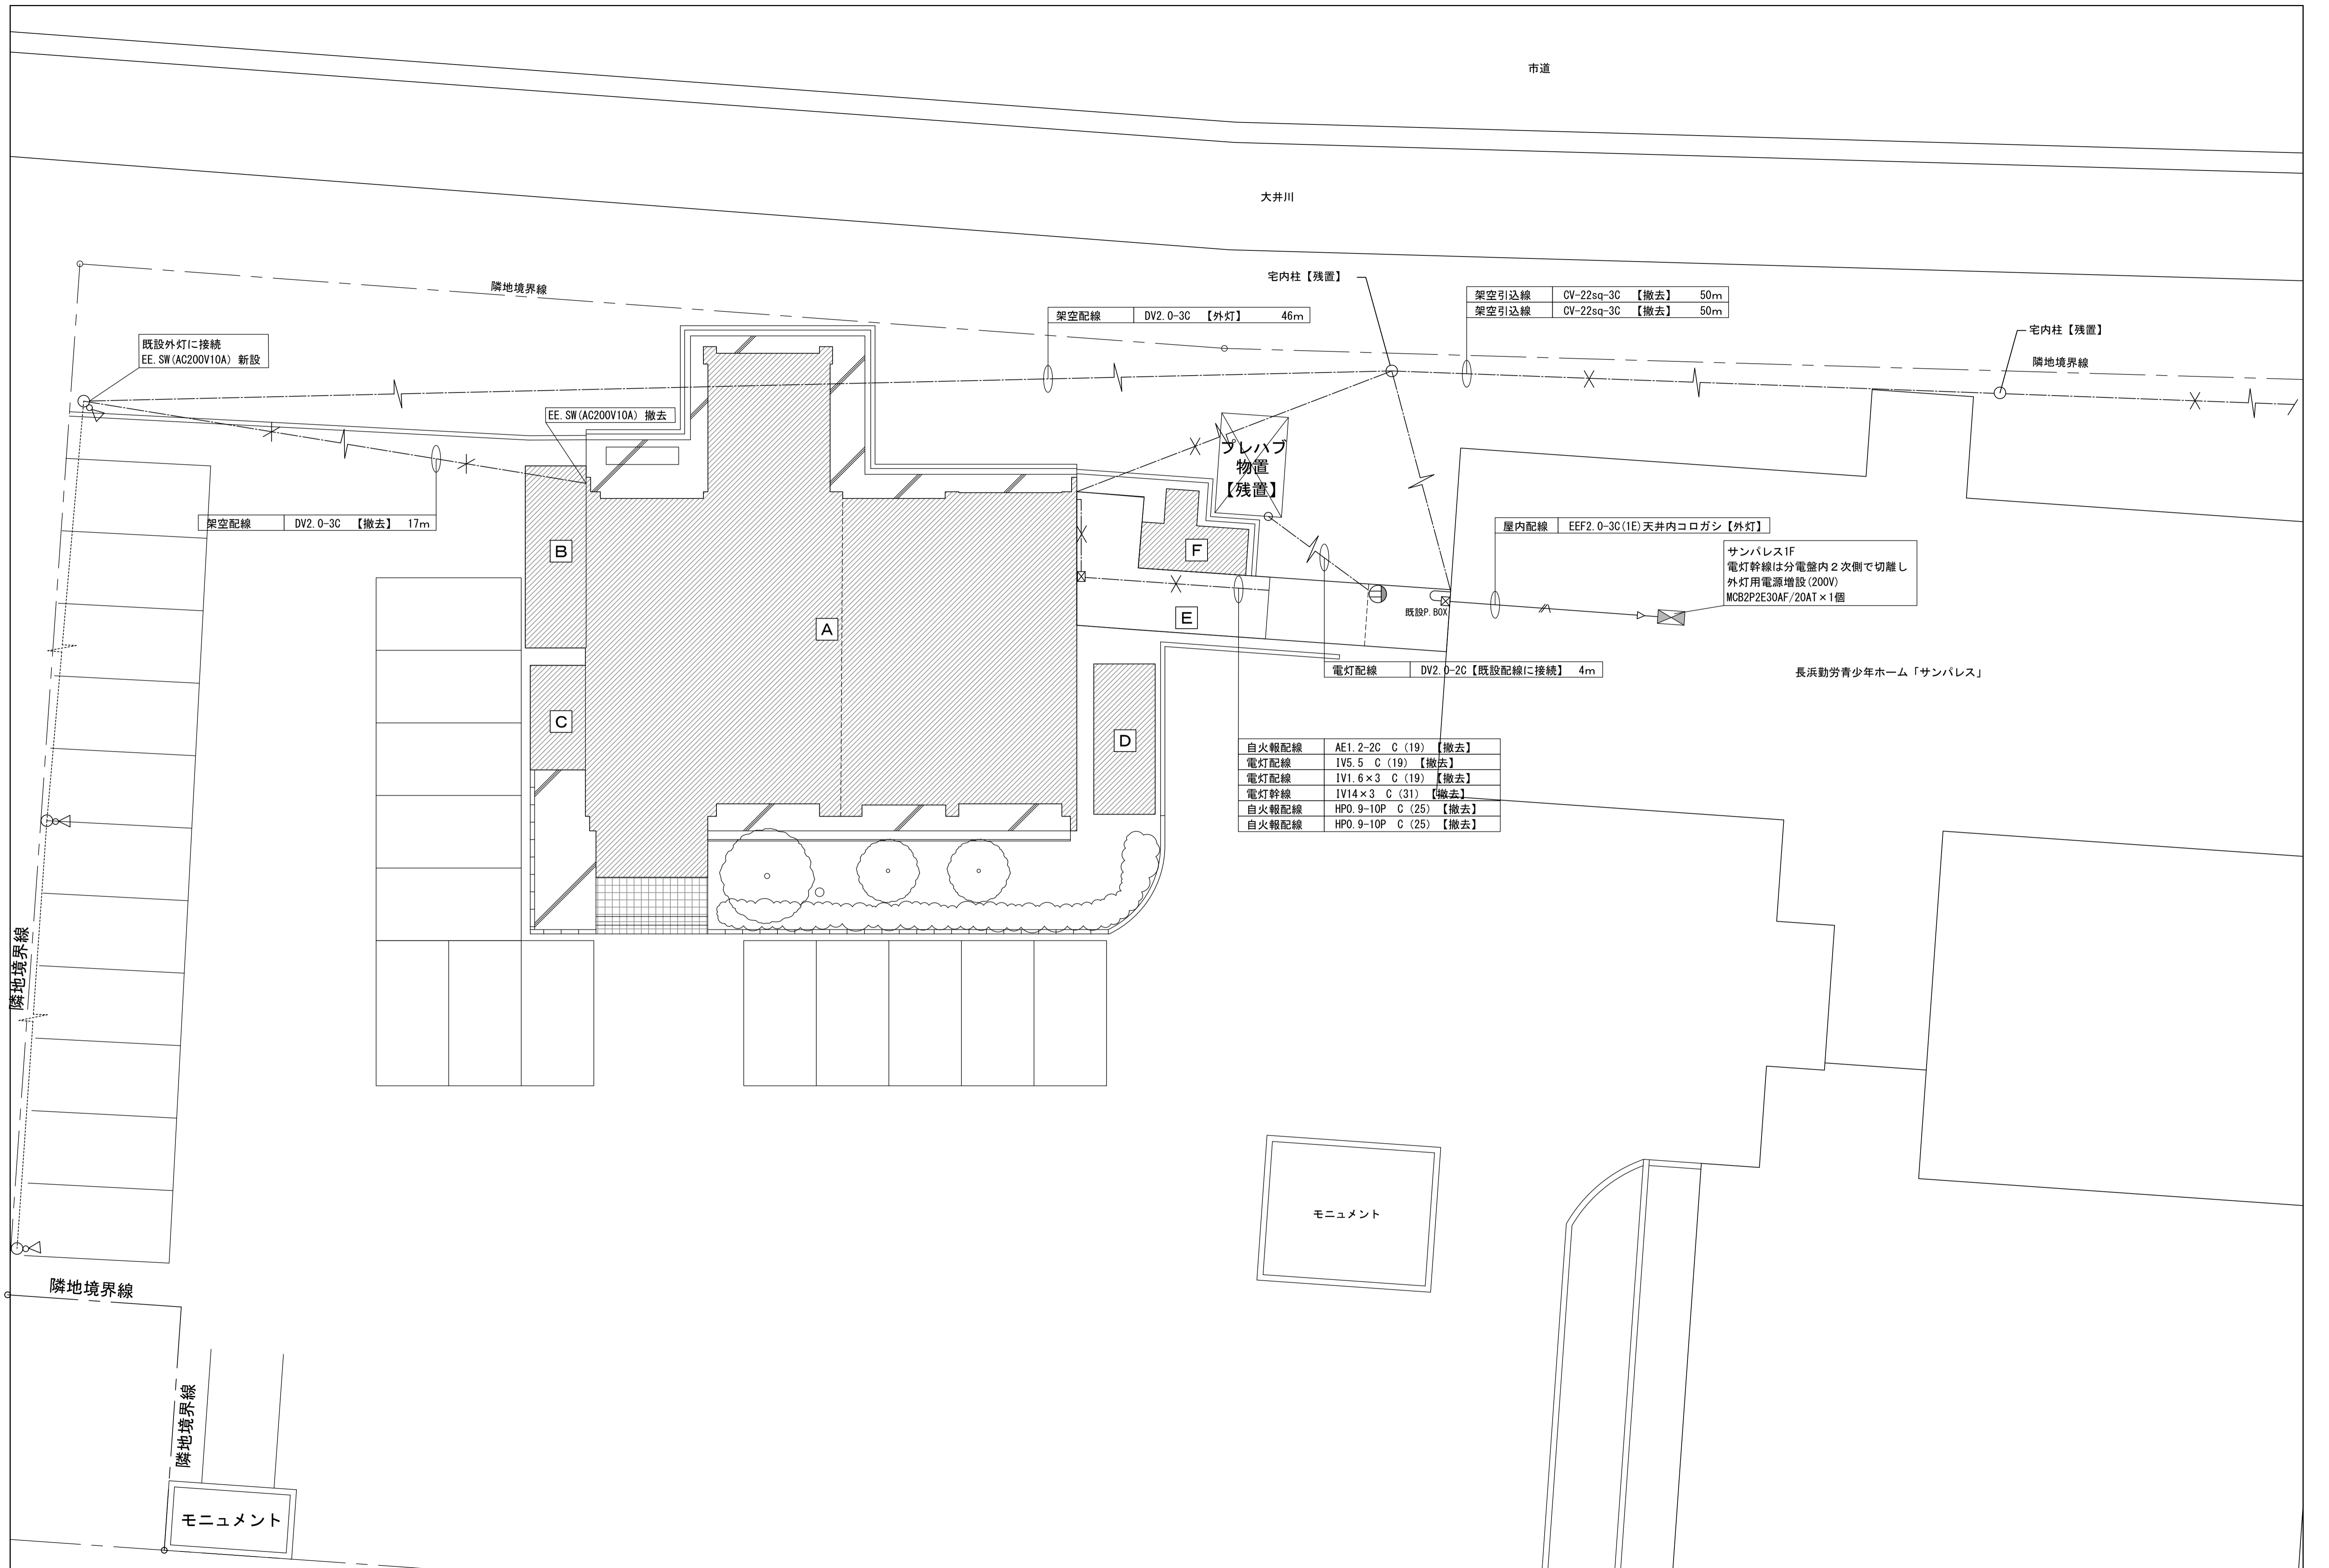 市道
大井川
宅内柱【残置】
隣地境界線
架空引込線 CV-22sq-3C 【撤去】 50m
架空引込線 CV-22sq-3C 【撤去】 50m
架空配線 DV2.0-3C 【外灯】 46m
宅内柱【残置】
隣地境界線
既設外灯に接続
EE.SW(AC200V10A) 新設
EE.SW(AC200V10A) 撤去
プレハブ
物置
【残置】
架空配線 DV2.0-3C 【撤去】 17m
屋内配線 EEF2.0-3C(1E)天井内コロガシ【外灯】
サンパレス1F
電灯幹線は分電盤内２次側で切離し
外灯用電源増設(200V)
MCB2P2E30AF/20AT×1個
B
F
既設P.BOX
E
A
電灯配線 DV2.0-2C【既設配線に接続】 4m
長浜勤労青少年ホーム「サンパレス」
C
D
自火報配線 AE1.2-2C C（19）【撤去】
電灯配線 IV5.5 C（19）【撤去】
電灯配線 IV1.6×3 C（19）【撤去】
電灯幹線 IV14×3 C（31）【撤去】
自火報配線 HP0.9-10P C（25）【撤去】
自火報配線 HP0.9-10P C（25）【撤去】
隣地境界線
モニュメント
隣地境界線
隣地境界線
モニュメント